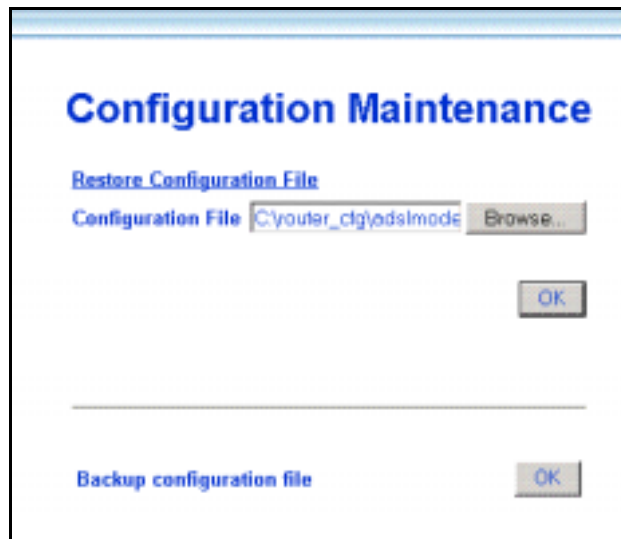 Configuration Maintenance
Restore Configuration File
Configuration File C:\router_cfg\adslmode Browse...
OK
Backup configuration file OK